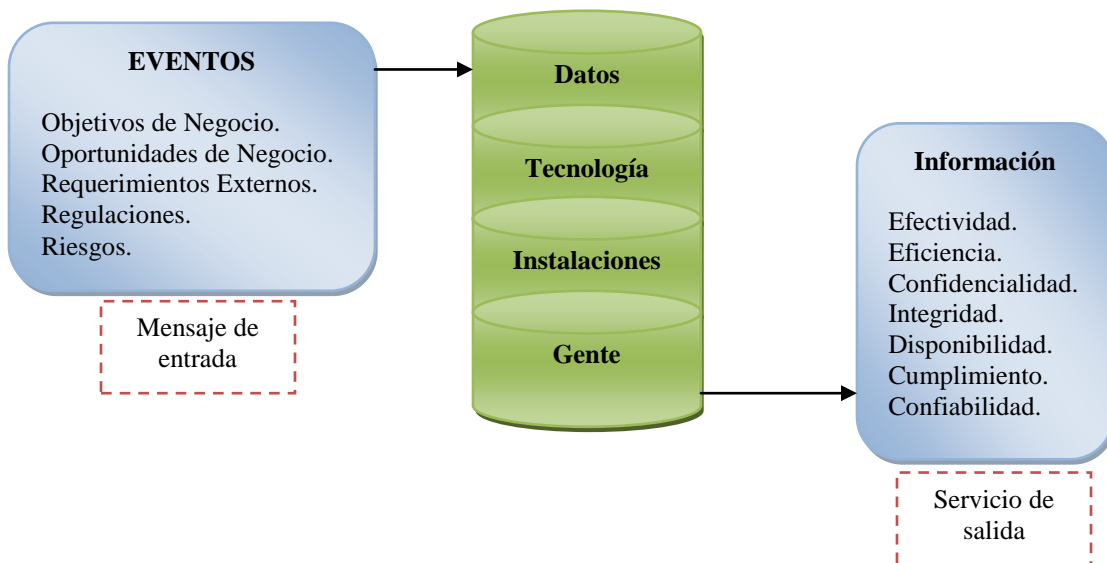 EVENTOS
Objetivos de Negocio.
Oportunidades de Negocio.
Requerimientos Externos.
Regulaciones.
Riesgos.
Mensaje de
entrada
Datos
Tecnología
Instalaciones
Gente
Información
Efectividad.
Eficiencia.
Confidencialidad.
Integridad.
Disponibilidad.
Cumplimiento.
Confiabilidad.
Servicio de
salida